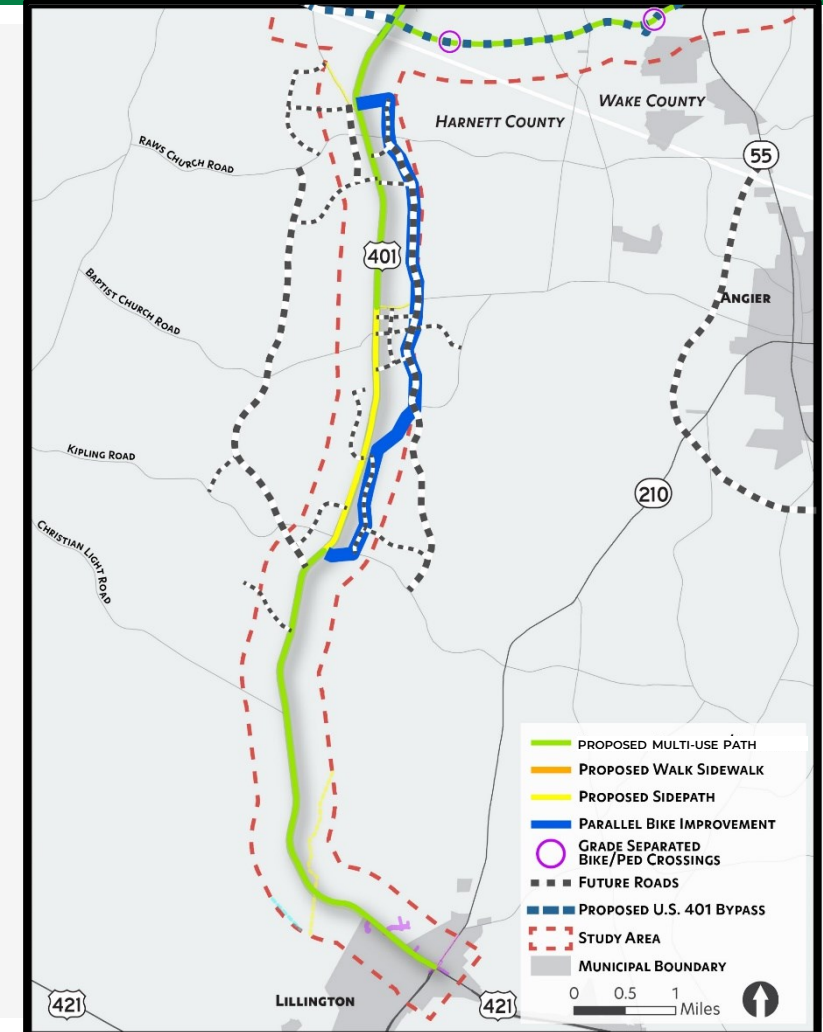 WAKE COUNTY
HARNETT COUNTY
RAWS CHURCH ROAD
55
401
BAPTIST CHURCH ROAD
ANGIER
KIPLING ROAD
210
CHRISTIAN LIGHT ROAD
PROPOSED MULTI-USE PATH
PROPOSED WALK SIDEWALK
PROPOSED SIDEPATH
PARALLEL BIKE IMPROVEMENT
GRADE SEPARATED
BIKE/PED CROSSINGS
FUTURE ROADS
PROPOSED U.S. 401 BYPASS
STUDY AREA
MUNICIPAL BOUNDARY
0 0.5 1
Miles
421
LILLINGTON
421